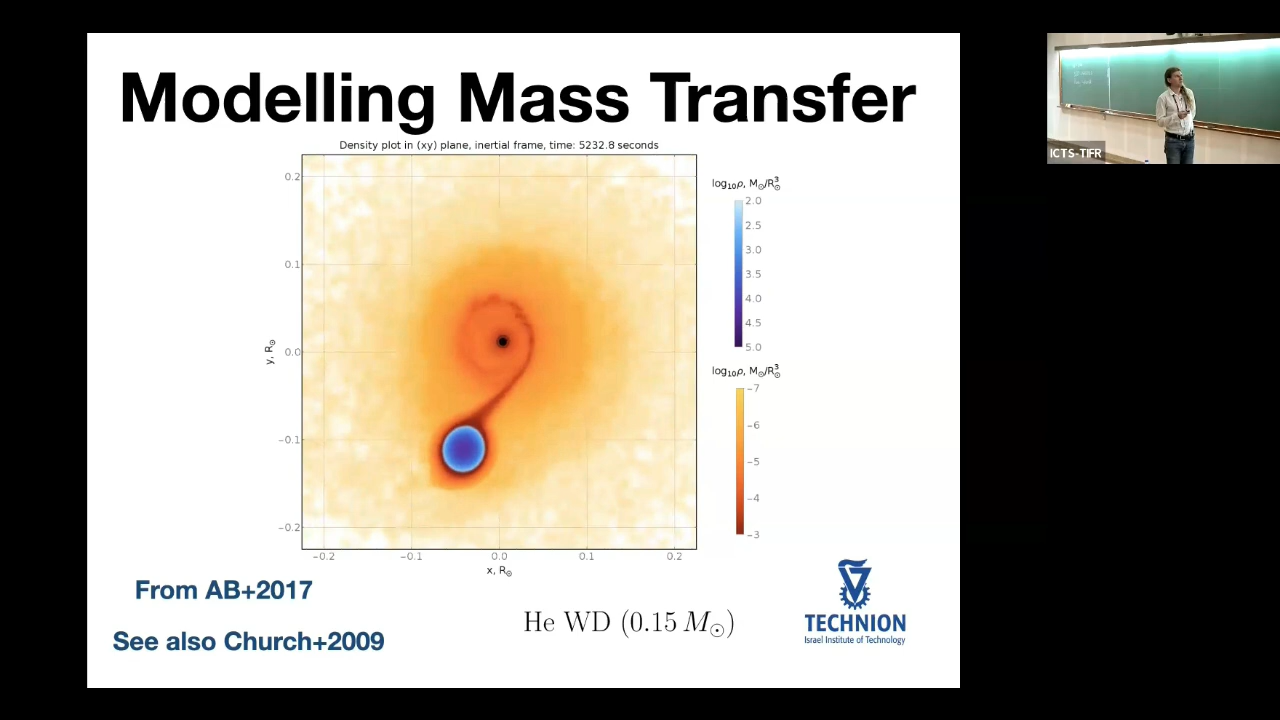 Modelling Mass Transfer
Density plot in (xy) plane, inertial frame, time: 5232.8 seconds
0.2
0.1
0.0
−0.1
−0.2
y, R⊙
−0.2
−0.1
0.0
0.1
0.2
x, R⊙
log₁₀ρ, M⊙/R⊙³
2.0
2.5
3.0
3.5
4.0
4.5
5.0
log₁₀ρ, M⊙/R⊙³
−7
−6
−5
−4
−3
From AB+2017
See also Church+2009
He WD (0.15 M⊙)
TECHNION
Israel Institute of Technology
ICTS-TIFR